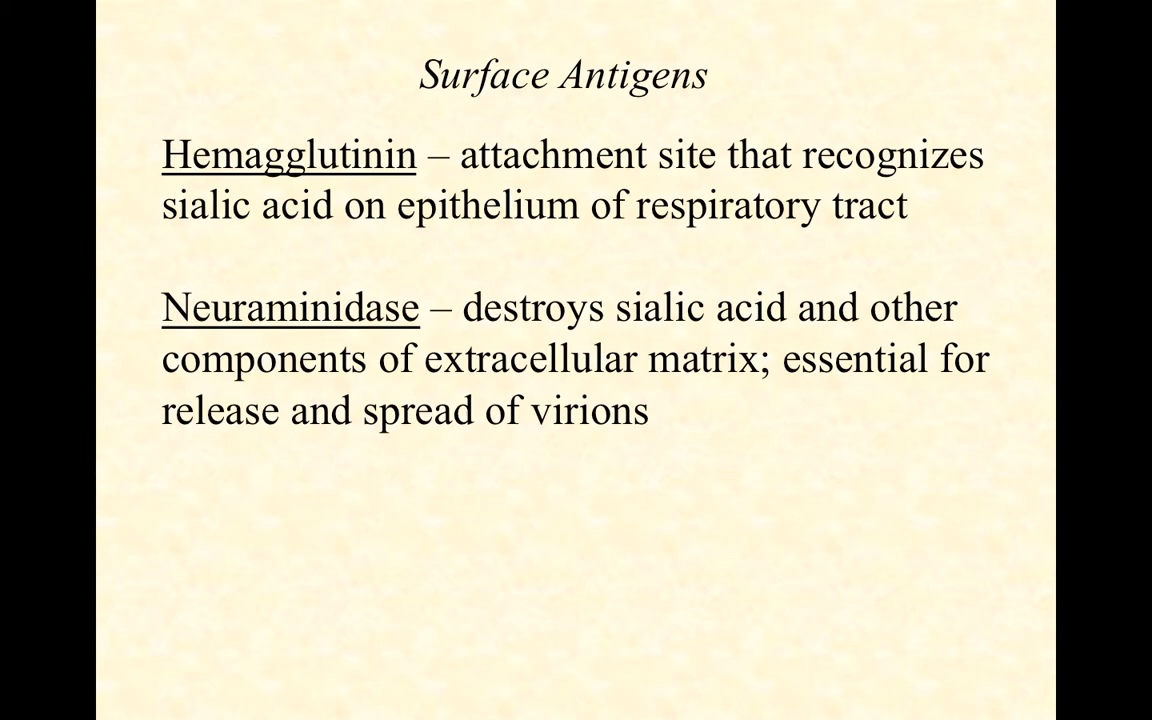 Surface Antigens
Hemagglutinin – attachment site that recognizes
sialic acid on epithelium of respiratory tract
Neuraminidase – destroys sialic acid and other
components of extracellular matrix; essential for
release and spread of virions